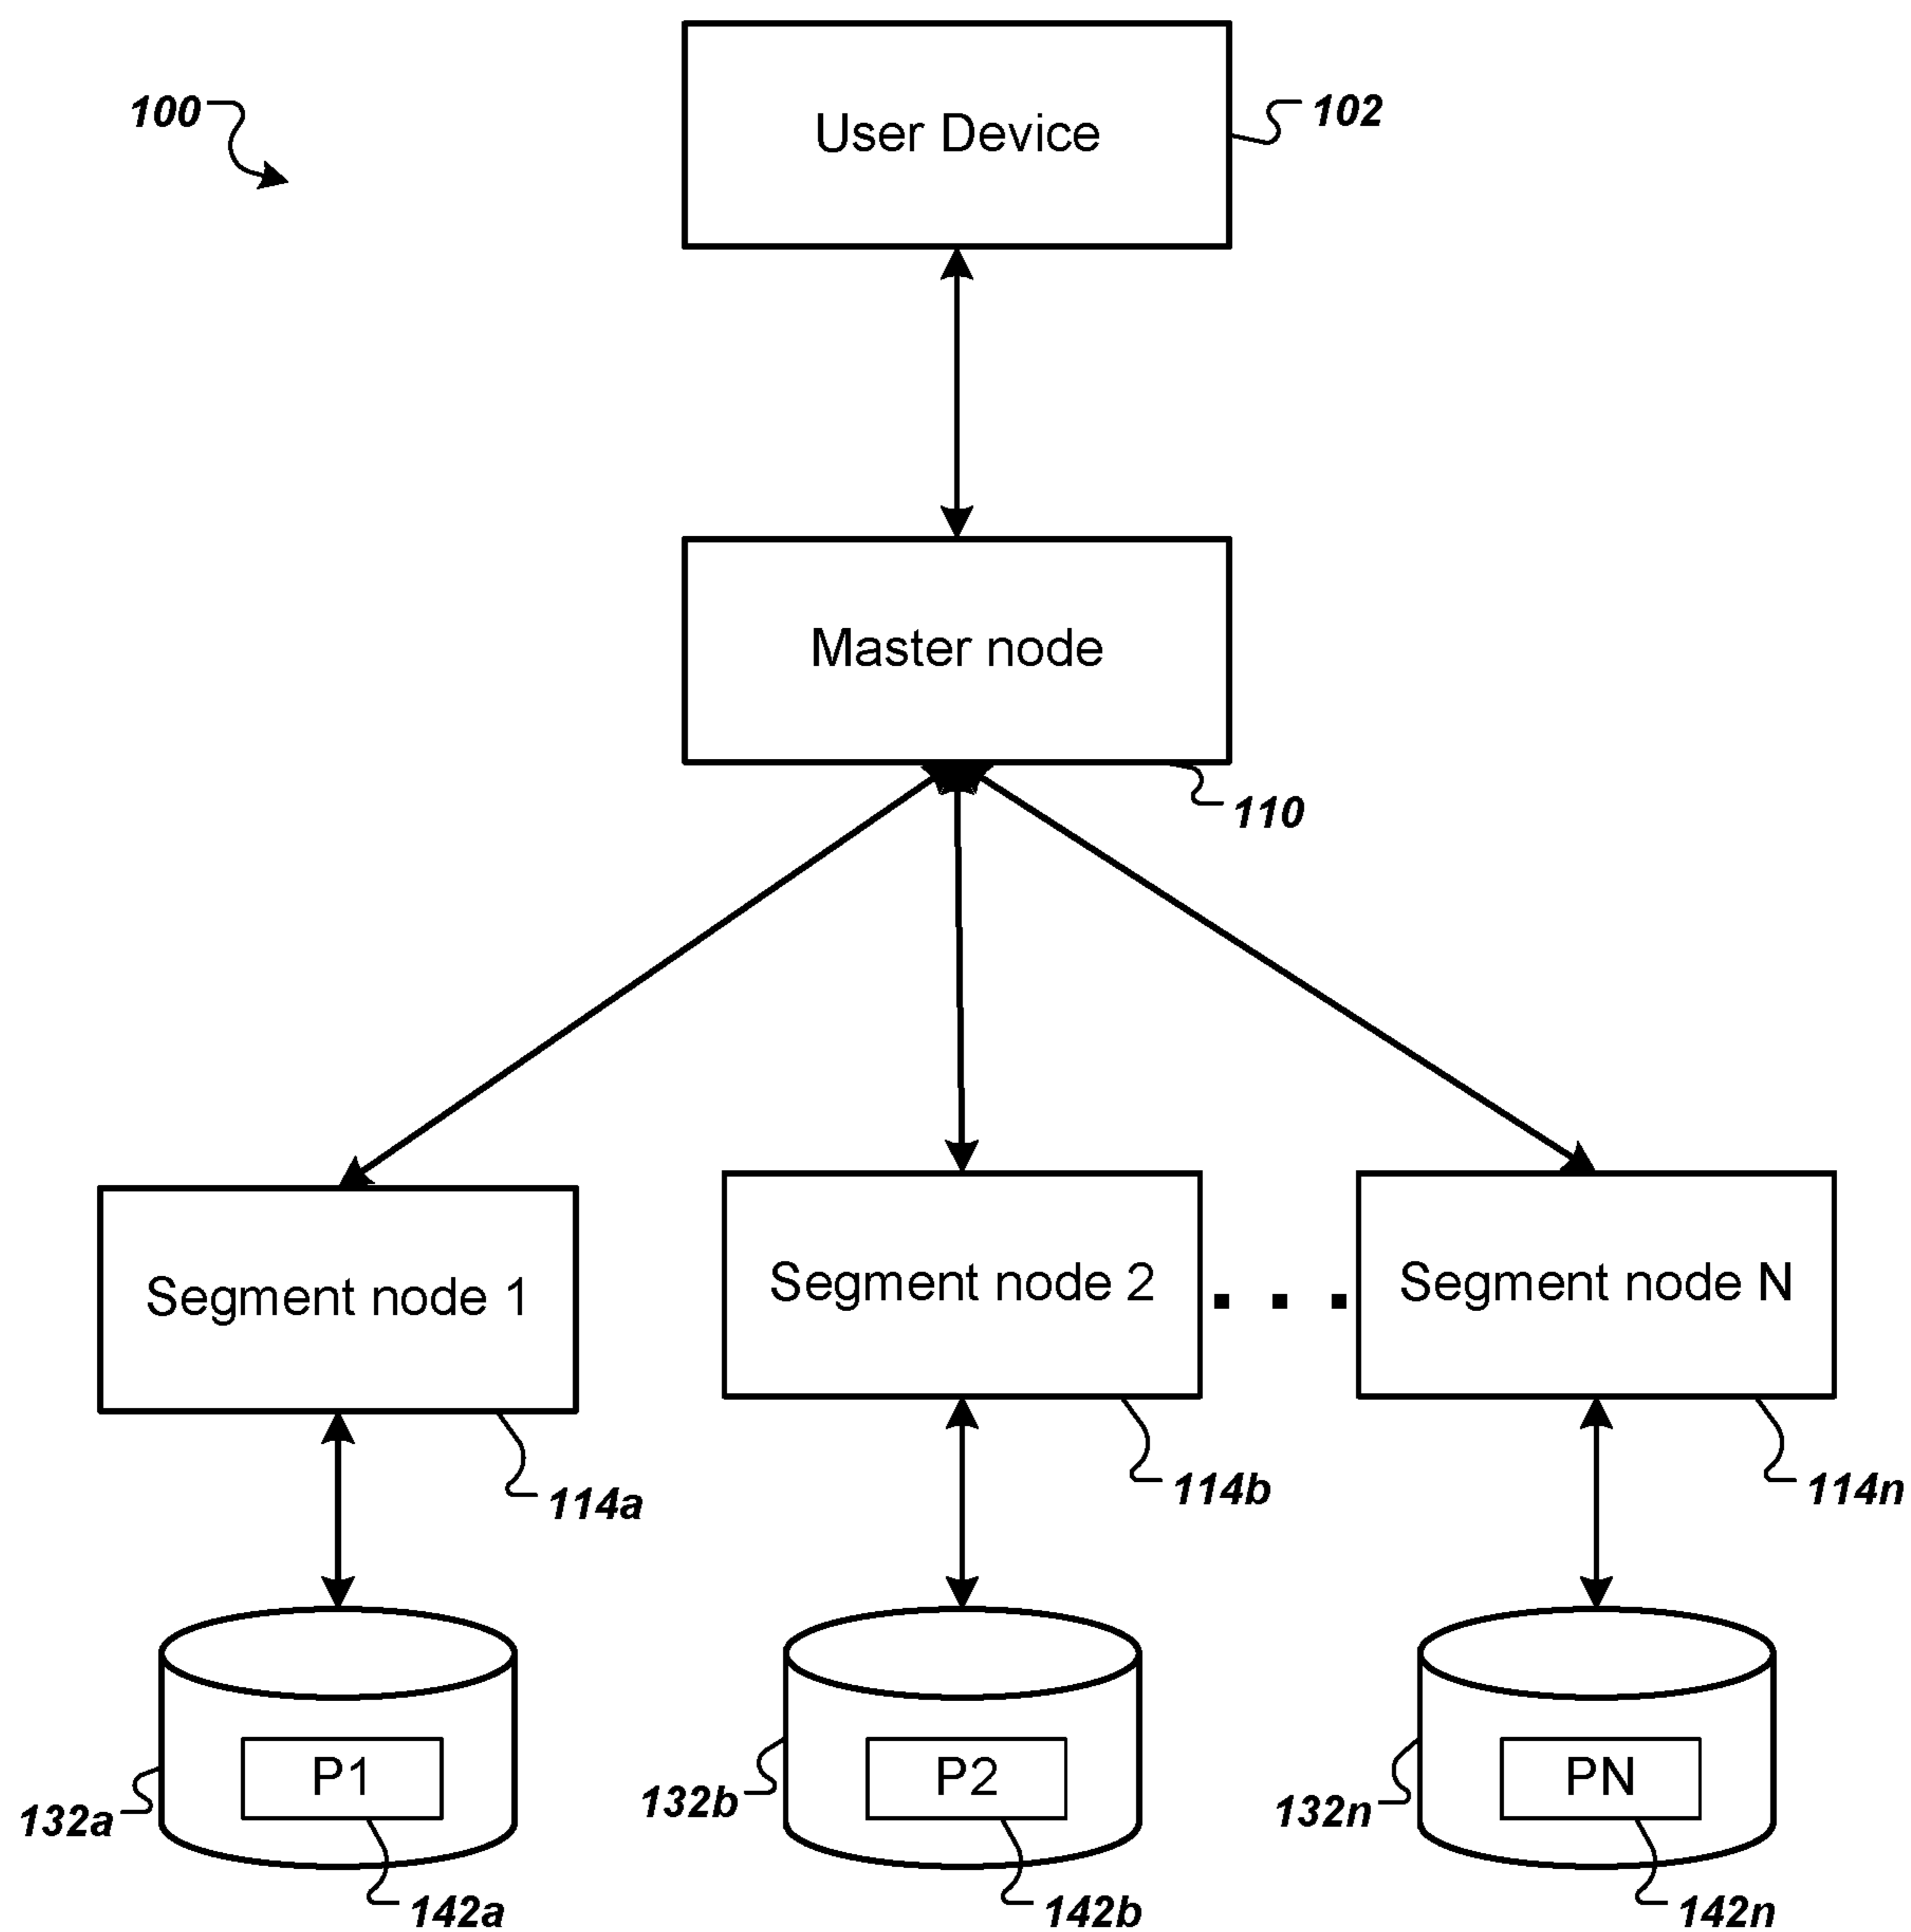 100
User Device
102
Master node
110
Segment node 1
Segment node 2
. . .
Segment node N
114a
114b
114n
P1
P2
PN
132a
132b
132n
142a
142b
142n